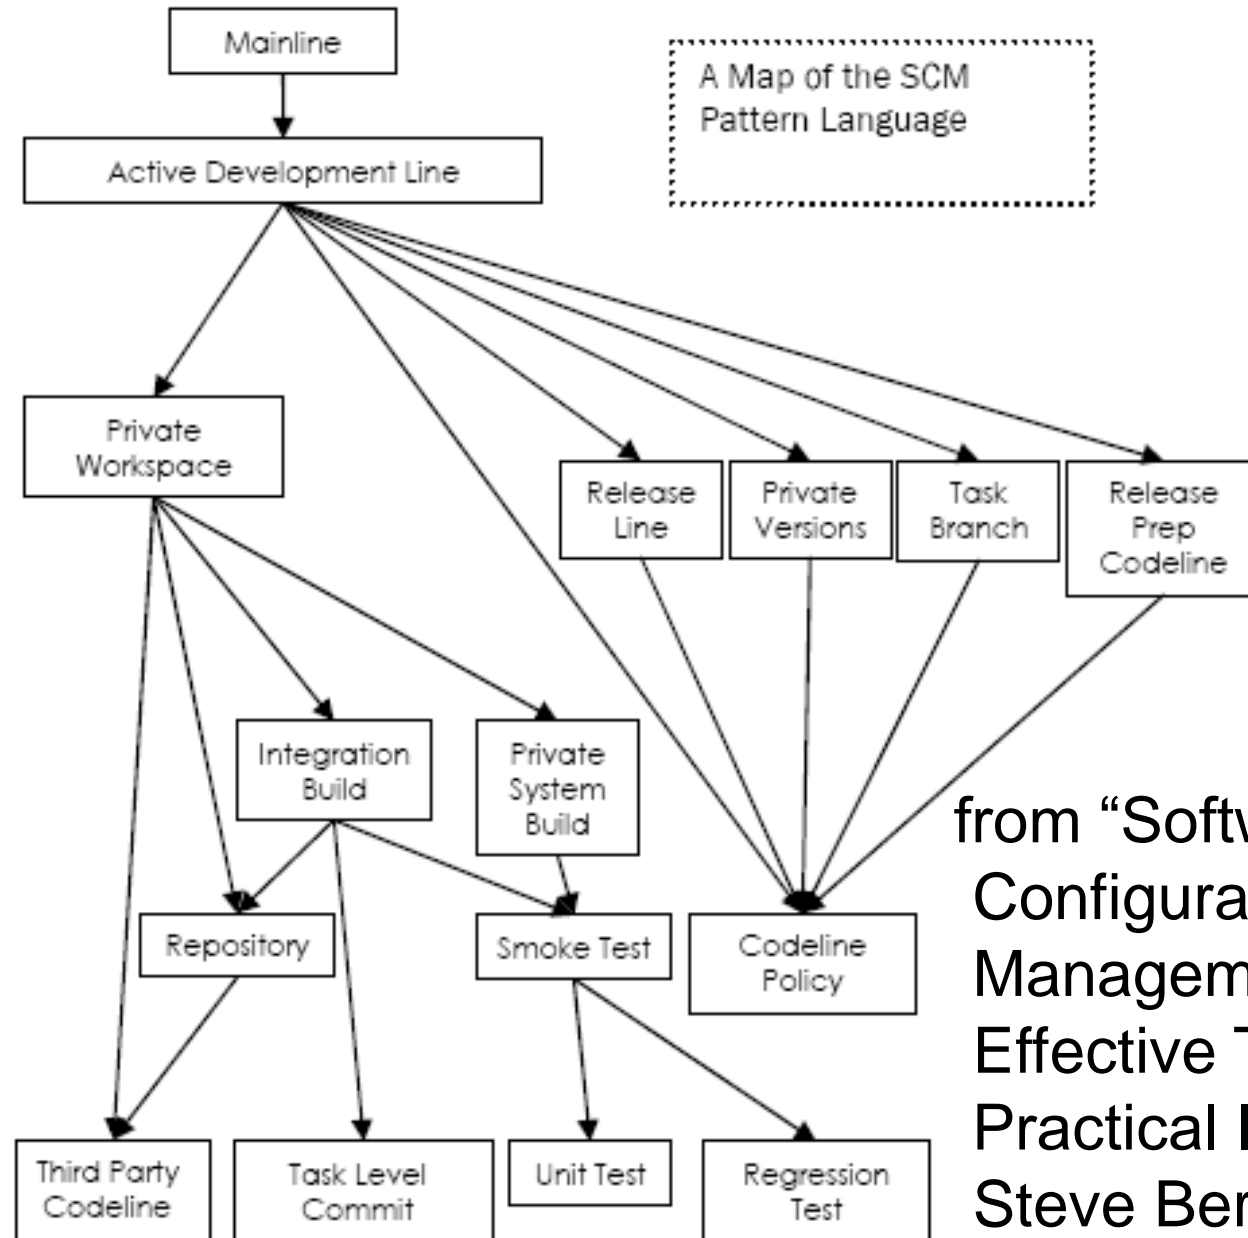 Mainline
A Map of the SCM
Pattern Language
Active Development Line
Private
Workspace
Release
Line
Private
Versions
Task
Branch
Release
Prep
Codeline
Integration
Build
Private
System
Build
from “Softw
Configura
Managem
Effective T
Practical
Steve Ber
Repository
Smoke Test
Codeline
Policy
Third Party
Codeline
Task Level
Commit
Unit Test
Regression
Test